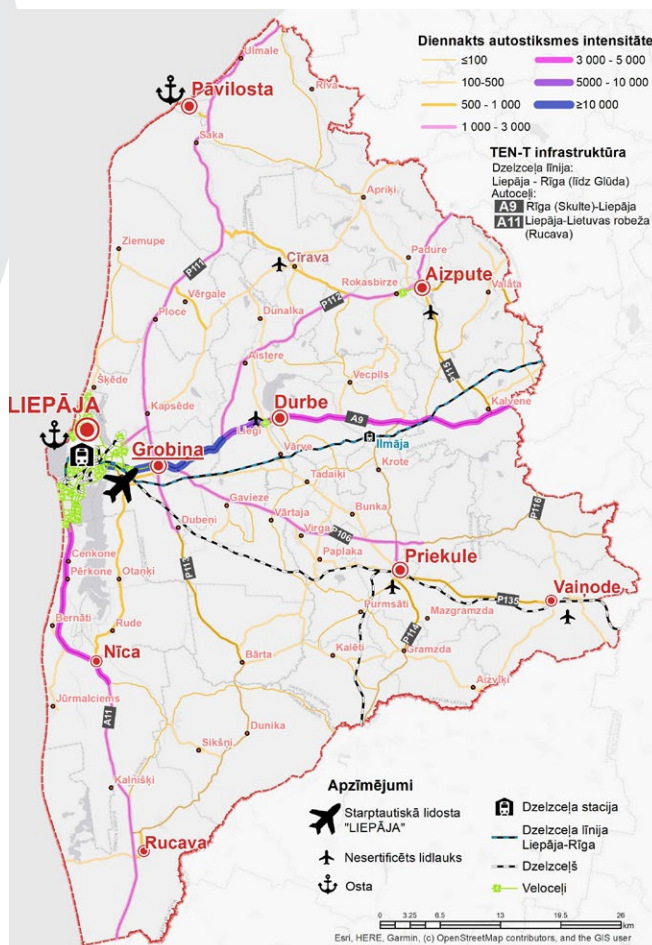 Diennakts autostiksmes intensitāte
≤100
100-500
500 - 1 000
1 000 - 3 000
3 000 - 5 000
5000 - 10 000
≥10 000
TEN-T infrastruktūra
Dzelzceļa līnija:
Liepāja - Rīga (līdz Glūda)
Autoceļi:
A9 Rīga (Skulte)-Liepāja
A11 Liepāja-Lietuvas robeža
(Rucava)
Ulmale
Rīva
Pāvilosta
Saka
Apriķi
Ziemupe
Cīrava
Padure
P111
Rokasbirze
Aizpute
Valāta
Vērgale
P112
Ploce
Dunalka
Aistere
P115
Šķēde
Vecpils
Kalvene
LIEPĀJA
Kapsēde
Durbe
Lieģi
A9
Ilmāja
Grobiņa
Vārve
Krote
Tadaiķi
Gavieze
Bunka
P116
Dubeņi
Vārtaja
Virga
P106
Cenkone
Paplaka
Priekule
Pērkone
Otaņķi
P113
Vaiņode
P135
Purmsāti
Bernāti
Rude
Mazgramzda
P114
Nīca
Bārta
Kalēti
Gramzda
Aizvīķi
Jūrmalciems
A11
Dunika
Sikšņi
Kalnišķi
Rucava
Apzīmējumi
Starptautiskā lidosta
"LIEPĀJA"
Nesertificēts lidlauks
Osta
Dzelzceļa stacija
Dzelzceļa līnija
Liepāja-Rīga
Dzelzceļš
Veloceļi
0 3.25 6.5 13 19.5 26
km
Esri, HERE, Garmin, (c) OpenStreetMap contributors, and the GIS user